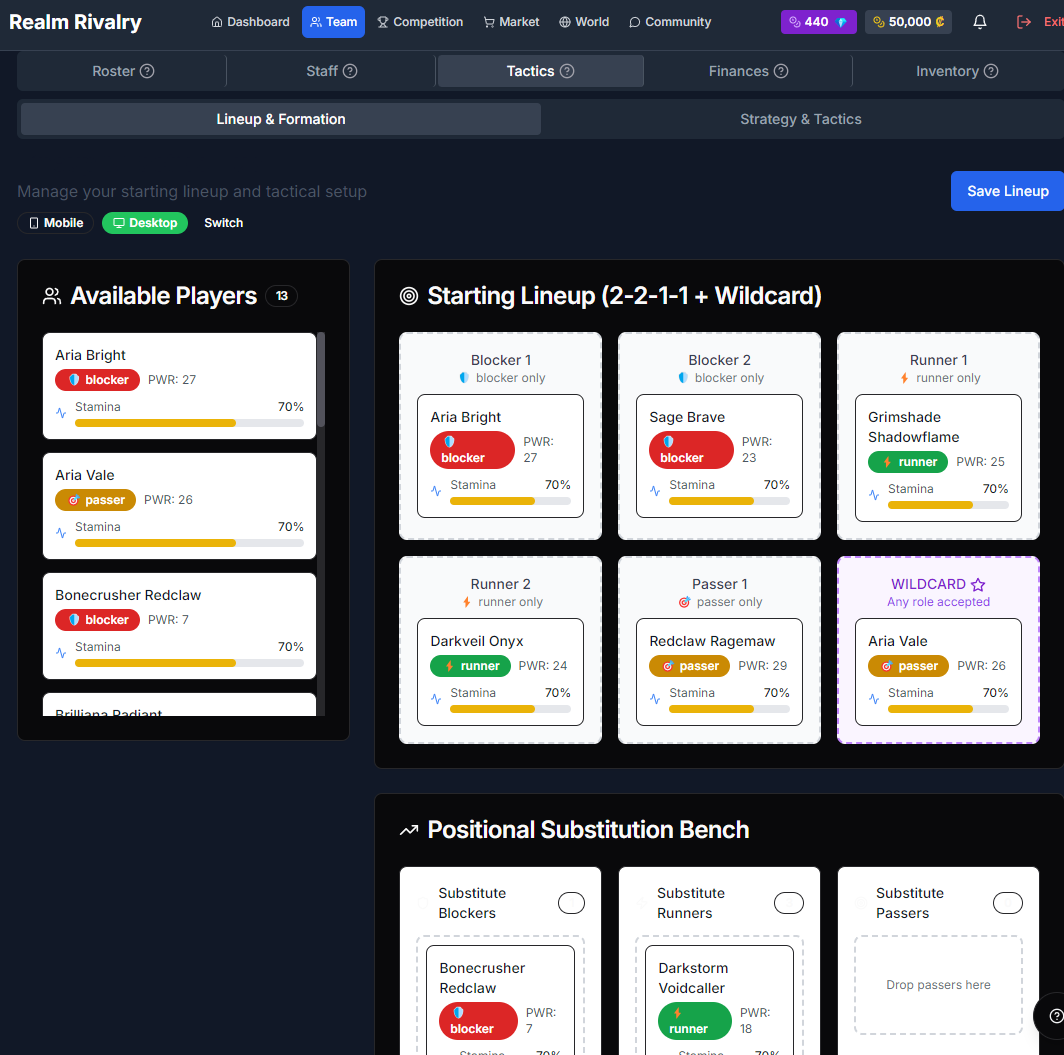 Realm Rivalry
Dashboard
Team
Competition
Market
World
Community
440
50,000 ₡
Exit
Roster
Staff
Tactics
Finances
Inventory
Lineup & Formation
Strategy & Tactics
Manage your starting lineup and tactical setup
Save Lineup
Mobile
Desktop
Switch
Available Players 13
Aria Bright
blocker PWR: 27
Stamina 70%
Aria Vale
passer PWR: 26
Stamina 70%
Bonecrusher Redclaw
blocker PWR: 7
Stamina 70%
Brilliana Radiant
Starting Lineup (2-2-1-1 + Wildcard)
Blocker 1
blocker only
Aria Bright
blocker
PWR:
27
Stamina 70%
Blocker 2
blocker only
Sage Brave
blocker
PWR:
23
Stamina 70%
Runner 1
runner only
Grimshade
Shadowflame
runner PWR: 25
Stamina 70%
Runner 2
runner only
Darkveil Onyx
runner PWR: 24
Stamina 70%
Passer 1
passer only
Redclaw Ragemaw
passer PWR: 29
Stamina 70%
WILDCARD
Any role accepted
Aria Vale
passer PWR: 26
Stamina 70%
Positional Substitution Bench
Substitute
Blockers
Bonecrusher
Redclaw
blocker
PWR:
7
Stamina 70%
Substitute
Runners
Darkstorm
Voidcaller
runner
PWR:
18
Stamina 70%
Substitute
Passers
Drop passers here